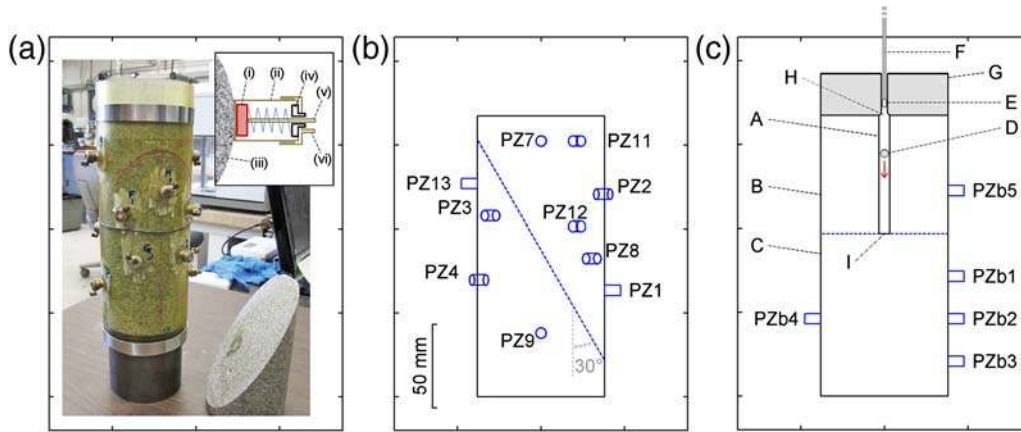 (a)
(i)
(ii)
(iv)
(v)
(iii)
(vi)
(b)
PZ7
PZ11
PZ13
PZ2
PZ3
PZ12
PZ8
PZ4
PZ1
PZ9
30°
50 mm
(c)
F
H
G
E
A
D
B
PZb5
C
I
PZb1
PZb4
PZb2
PZb3